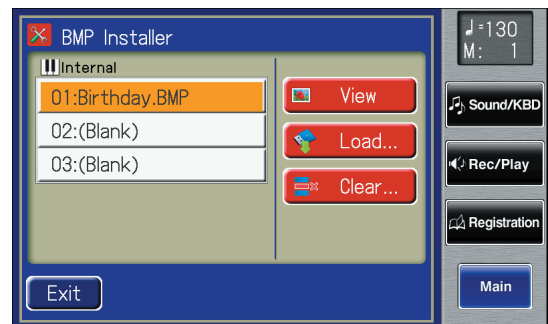 BMP Installer
Internal
01:Birthday.BMP
02:(Blank)
03:(Blank)
View
Load...
Clear...
Exit
♩=130
M: 1
Sound/KBD
Rec/Play
Registration
Main